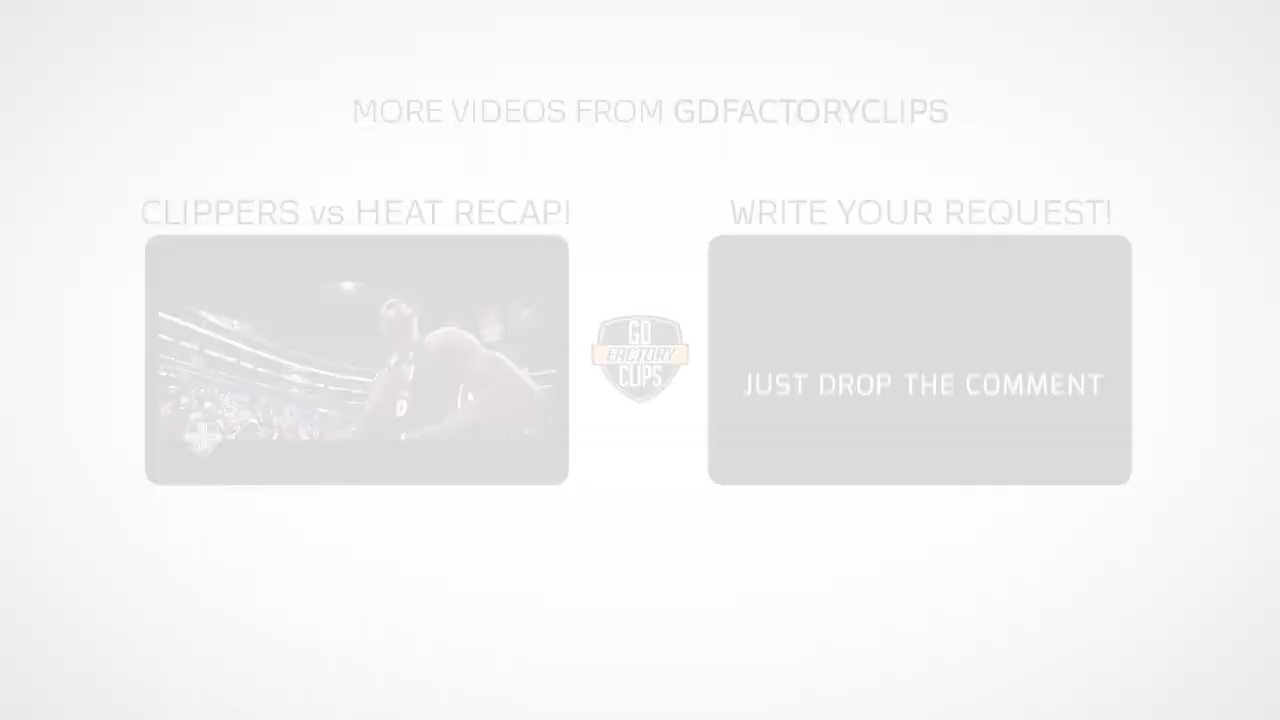 MORE VIDEOS FROM GDFACTORYCLIPS
CLIPPERS vs HEAT RECAP!
WRITE YOUR REQUEST!
GD
FACTORY
CLIPS
JUST DROP THE COMMENT